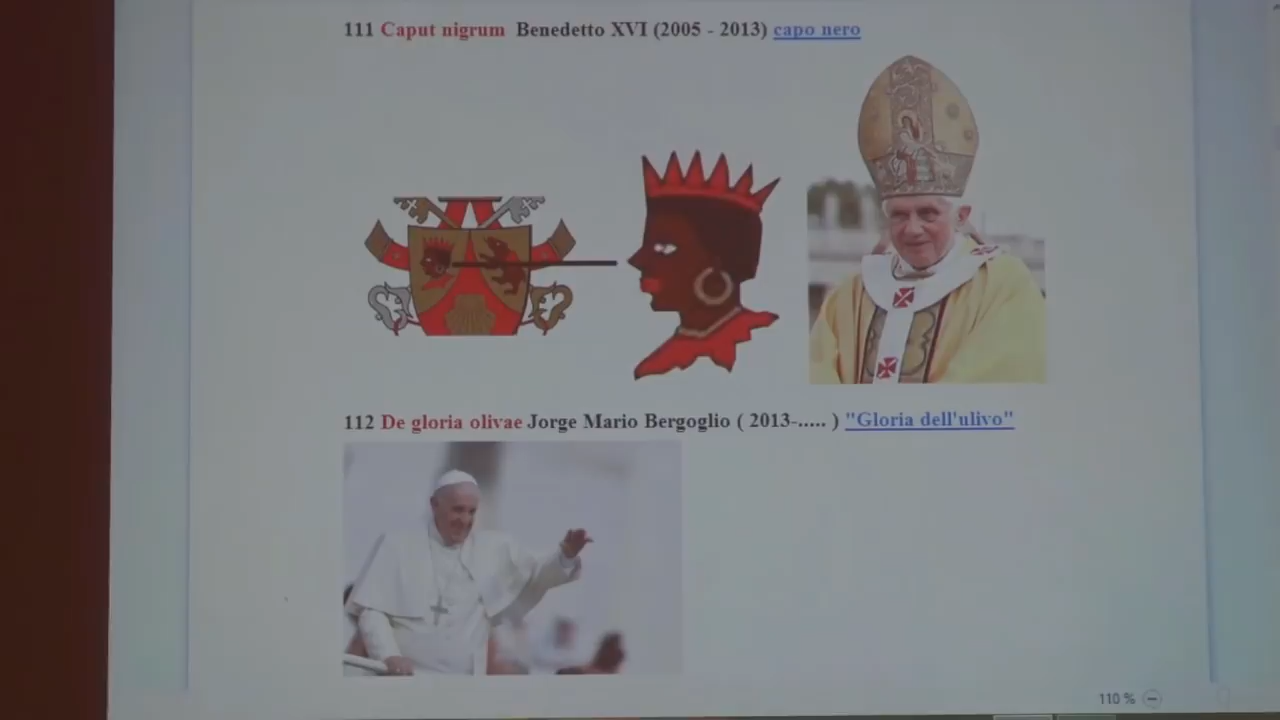 111 Caput nigrum Benedetto XVI (2005 - 2013) capo nero
112 De gloria olivae Jorge Mario Bergoglio ( 2013-..... ) "Gloria dell'ulivo"
110 %